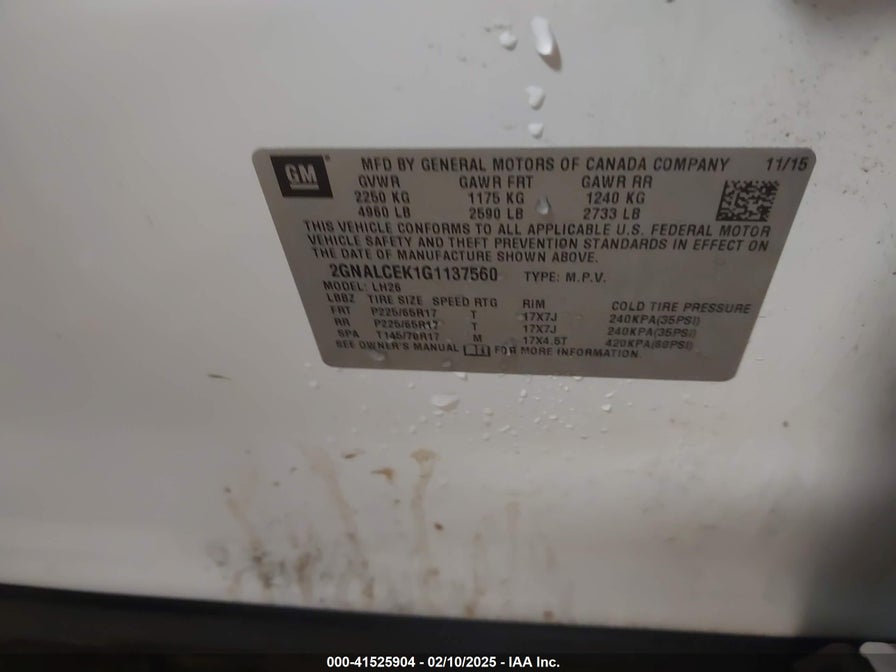 GM
MFD BY GENERAL MOTORS OF CANADA COMPANY 11/15
GVWR GAWR FRT GAWR RR
2250 KG 1175 KG 1240 KG
4960 LB 2590 LB 2733 LB
THIS VEHICLE CONFORMS TO ALL APPLICABLE U.S. FEDERAL MOTOR
VEHICLE SAFETY AND THEFT PREVENTION STANDARDS IN EFFECT ON
THE DATE OF MANUFACTURE SHOWN ABOVE.
2GNALCEK1G1137560 TYPE: M.P.V.
MODEL: LH26
LBBZ TIRE SIZE SPEED RTG RIM COLD TIRE PRESSURE
FRT P225/65R17 T 17X7J 240KPA(35PSI)
RR P225/65R17 T 17X7J 240KPA(35PSI)
SPA T145/70R17 M 17X4.5T 420KPA(60PSI)
SEE OWNER'S MANUAL FOR MORE INFORMATION.
000-41525904 - 02/10/2025 - IAA Inc.